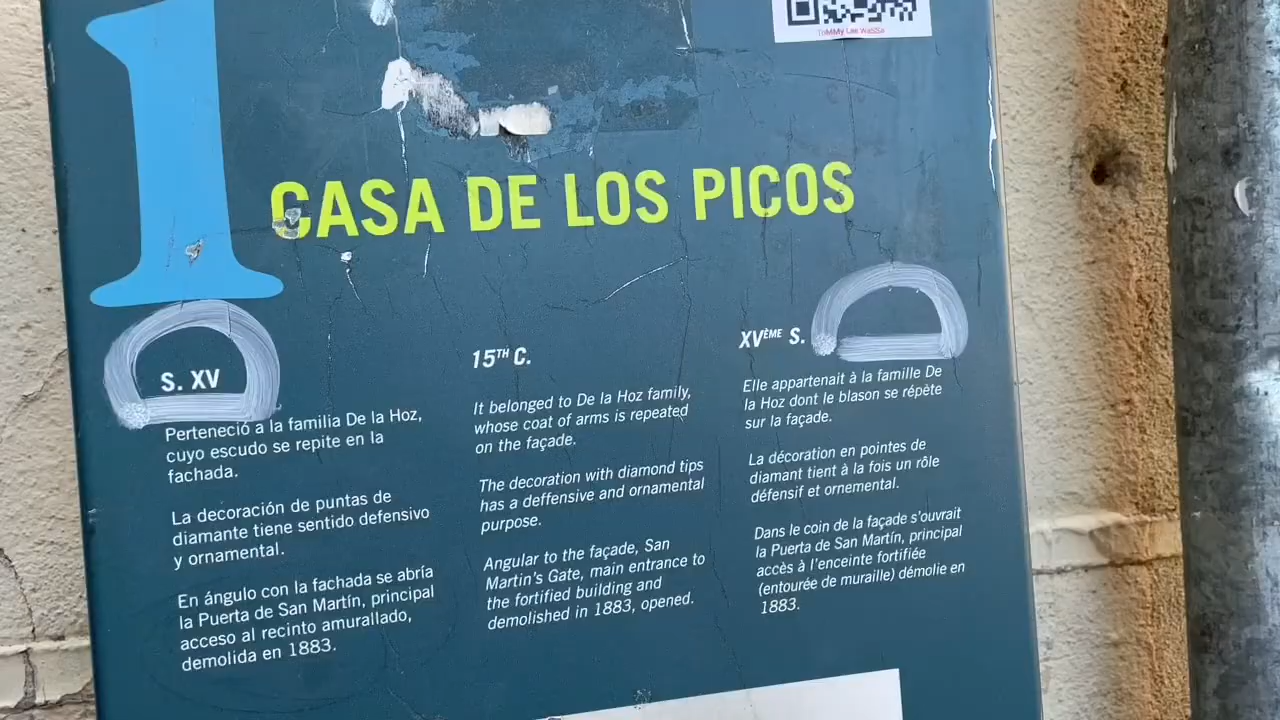 1
ToMMy Lee WaSSa
CASA DE LOS PICOS
S. XV
Perteneció a la familia De la Hoz,
cuyo escudo se repite en la
fachada.
La decoración de puntas de
diamante tiene sentido defensivo
y ornamental.
En ángulo con la fachada se abría
la Puerta de San Martín, principal
acceso al recinto amurallado,
demolida en 1883.
15TH C.
It belonged to De la Hoz family,
whose coat of arms is repeated
on the façade.
The decoration with diamond tips
has a deffensive and ornamental
purpose.
Angular to the façade, San
Martin's Gate, main entrance to
the fortified building and
demolished in 1883, opened.
XVÈME S.
Elle appartenait à la famille De
la Hoz dont le blason se répète
sur la façade.
La décoration en pointes de
diamant tient à la fois un rôle
défensif et ornemental.
Dans le coin de la façade s'ouvrait
la Puerta de San Martín, principal
accès à l'enceinte fortifiée
(entourée de muraille) démolie en
1883.